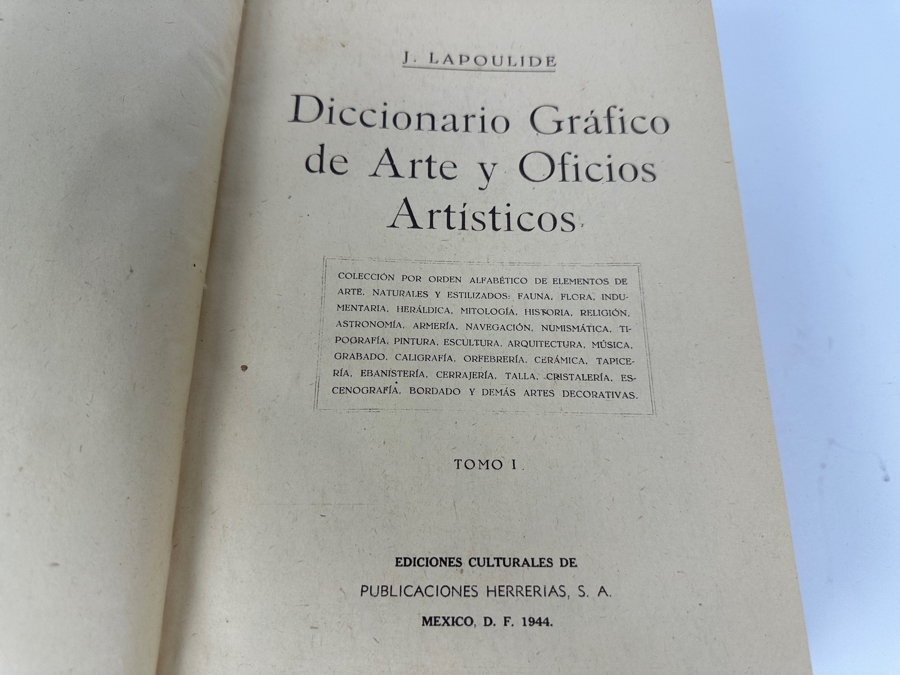 J. LAPOULIDE
Diccionario Gráfico
de Arte y Oficios
Artísticos
COLECCIÓN POR ORDEN ALFABÉTICO DE ELEMENTOS DE
ARTE, NATURALES Y ESTILIZADOS: FAUNA, FLORA, INDU-
MENTARIA, HERÁLDICA, MITOLOGÍA, HISTORIA, RELIGIÓN,
ASTRONOMÍA, ARMERÍA, NAVEGACIÓN, NUMISMÁTICA, TI-
POGRAFÍA, PINTURA, ESCULTURA, ARQUITECTURA, MÚSICA,
GRABADO, CALIGRAFÍA, ORFEBRERÍA, CERÁMICA, TAPICE-
RÍA, EBANISTERÍA, CERRAJERÍA, TALLA, CRISTALERÍA, ES-
CENOGRAFÍA, BORDADO Y DEMÁS ARTES DECORATIVAS.
TOMO I
EDICIONES CULTURALES DE
PUBLICACIONES HERRERIAS, S. A.
MEXICO, D. F. 1944.